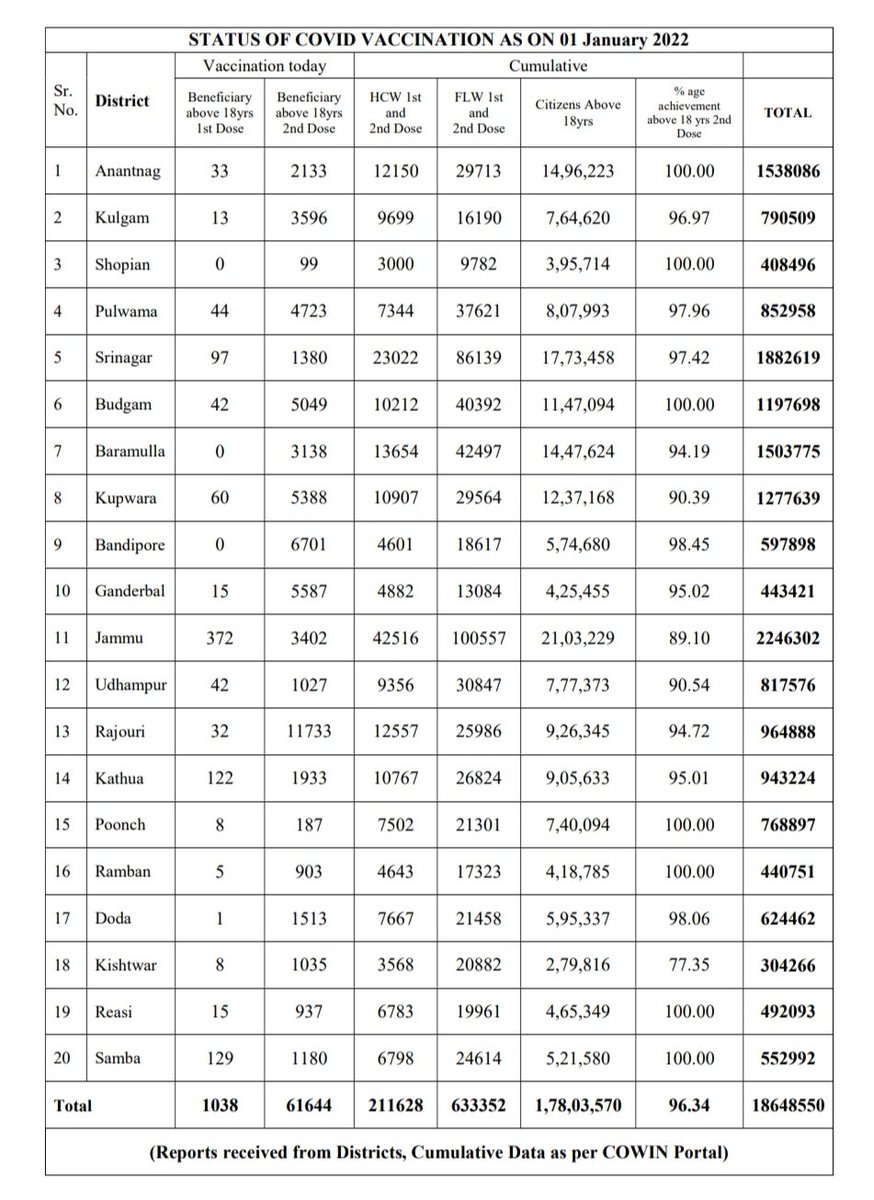 STATUS OF COVID VACCINATION AS ON 01 January 2022
Sr. No. District Vaccination today Cumulative
Beneficiary above 18yrs 1st Dose Beneficiary above 18yrs 2nd Dose HCW 1st and 2nd Dose FLW 1st and 2nd Dose Citizens Above 18yrs % age achievement above 18 yrs 2nd Dose TOTAL
1 Anantnag 33 2133 12150 29713 14,96,223 100.00 1538086
2 Kulgam 13 3596 9699 16190 7,64,620 96.97 790509
3 Shopian 0 99 3000 9782 3,95,714 100.00 408496
4 Pulwama 44 4723 7344 37621 8,07,993 97.96 852958
5 Srinagar 97 1380 23022 86139 17,73,458 97.42 1882619
6 Budgam 42 5049 10212 40392 11,47,094 100.00 1197698
7 Baramulla 0 3138 13654 42497 14,47,624 94.19 1503775
8 Kupwara 60 5388 10907 29564 12,37,168 90.39 1277639
9 Bandipore 0 6701 4601 18617 5,74,680 98.45 597898
10 Ganderbal 15 5587 4882 13084 4,25,455 95.02 443421
11 Jammu 372 3402 42516 100557 21,03,229 89.10 2246302
12 Udhampur 42 1027 9356 30847 7,77,373 90.54 817576
13 Rajouri 32 11733 12557 25986 9,26,345 94.72 964888
14 Kathua 122 1933 10767 26824 9,05,633 95.01 943224
15 Poonch 8 187 7502 21301 7,40,094 100.00 768897
16 Ramban 5 903 4643 17323 4,18,785 100.00 440751
17 Doda 1 1513 7667 21458 5,95,337 98.06 624462
18 Kishtwar 8 1035 3568 20882 2,79,816 77.35 304266
19 Reasi 15 937 6783 19961 4,65,349 100.00 492093
20 Samba 129 1180 6798 24614 5,21,580 100.00 552992
Total 1038 61644 211628 633352 1,78,03,570 96.34 18648550
(Reports received from Districts, Cumulative Data as per COWIN Portal)